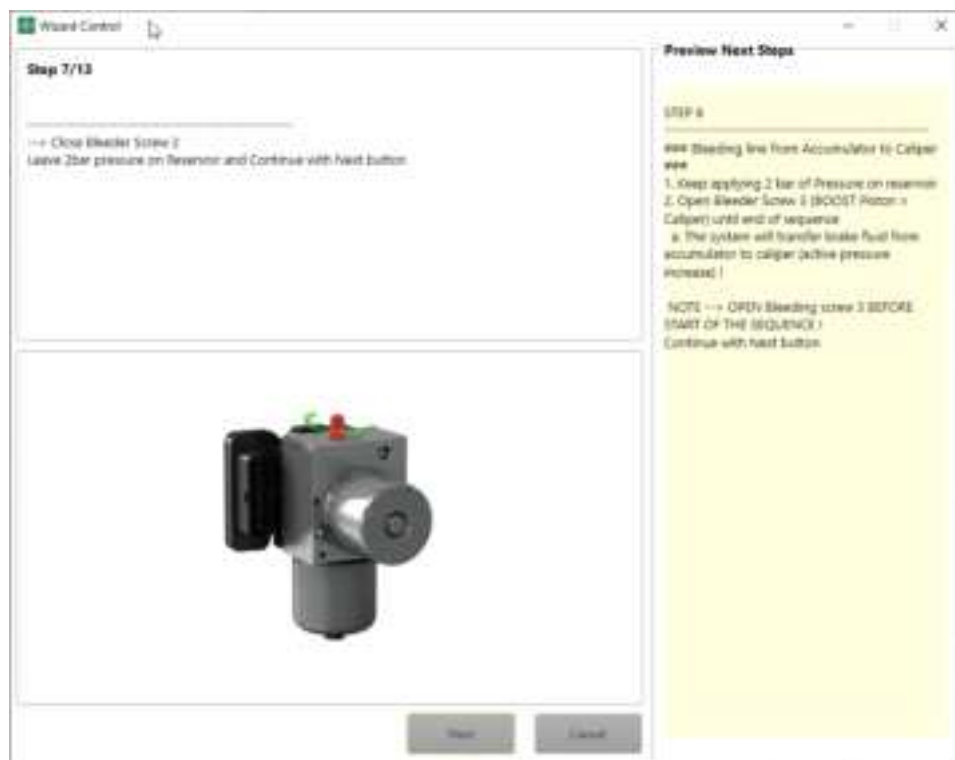 Wizard Control
Step 7/13
--> Close Bleeder Screw 2
Leave 2bar pressure on Reservoir and Continue with Next button
Preview Next Steps
STEP 8
### Bleeding line from Accumulator to Caliper
###
1. Keep applying 2 bar of Pressure on reservoir
2. Open Bleeder Screw 3 (BOOST Piston >
Caliper) until end of sequence
a. The system will transfer brake fluid from
accumulator to caliper (active pressure
increase) !
NOTE --> OPEN Bleeding screw 3 BEFORE
START OF THE SEQUENCE !
Continue with Next button
Next
Cancel